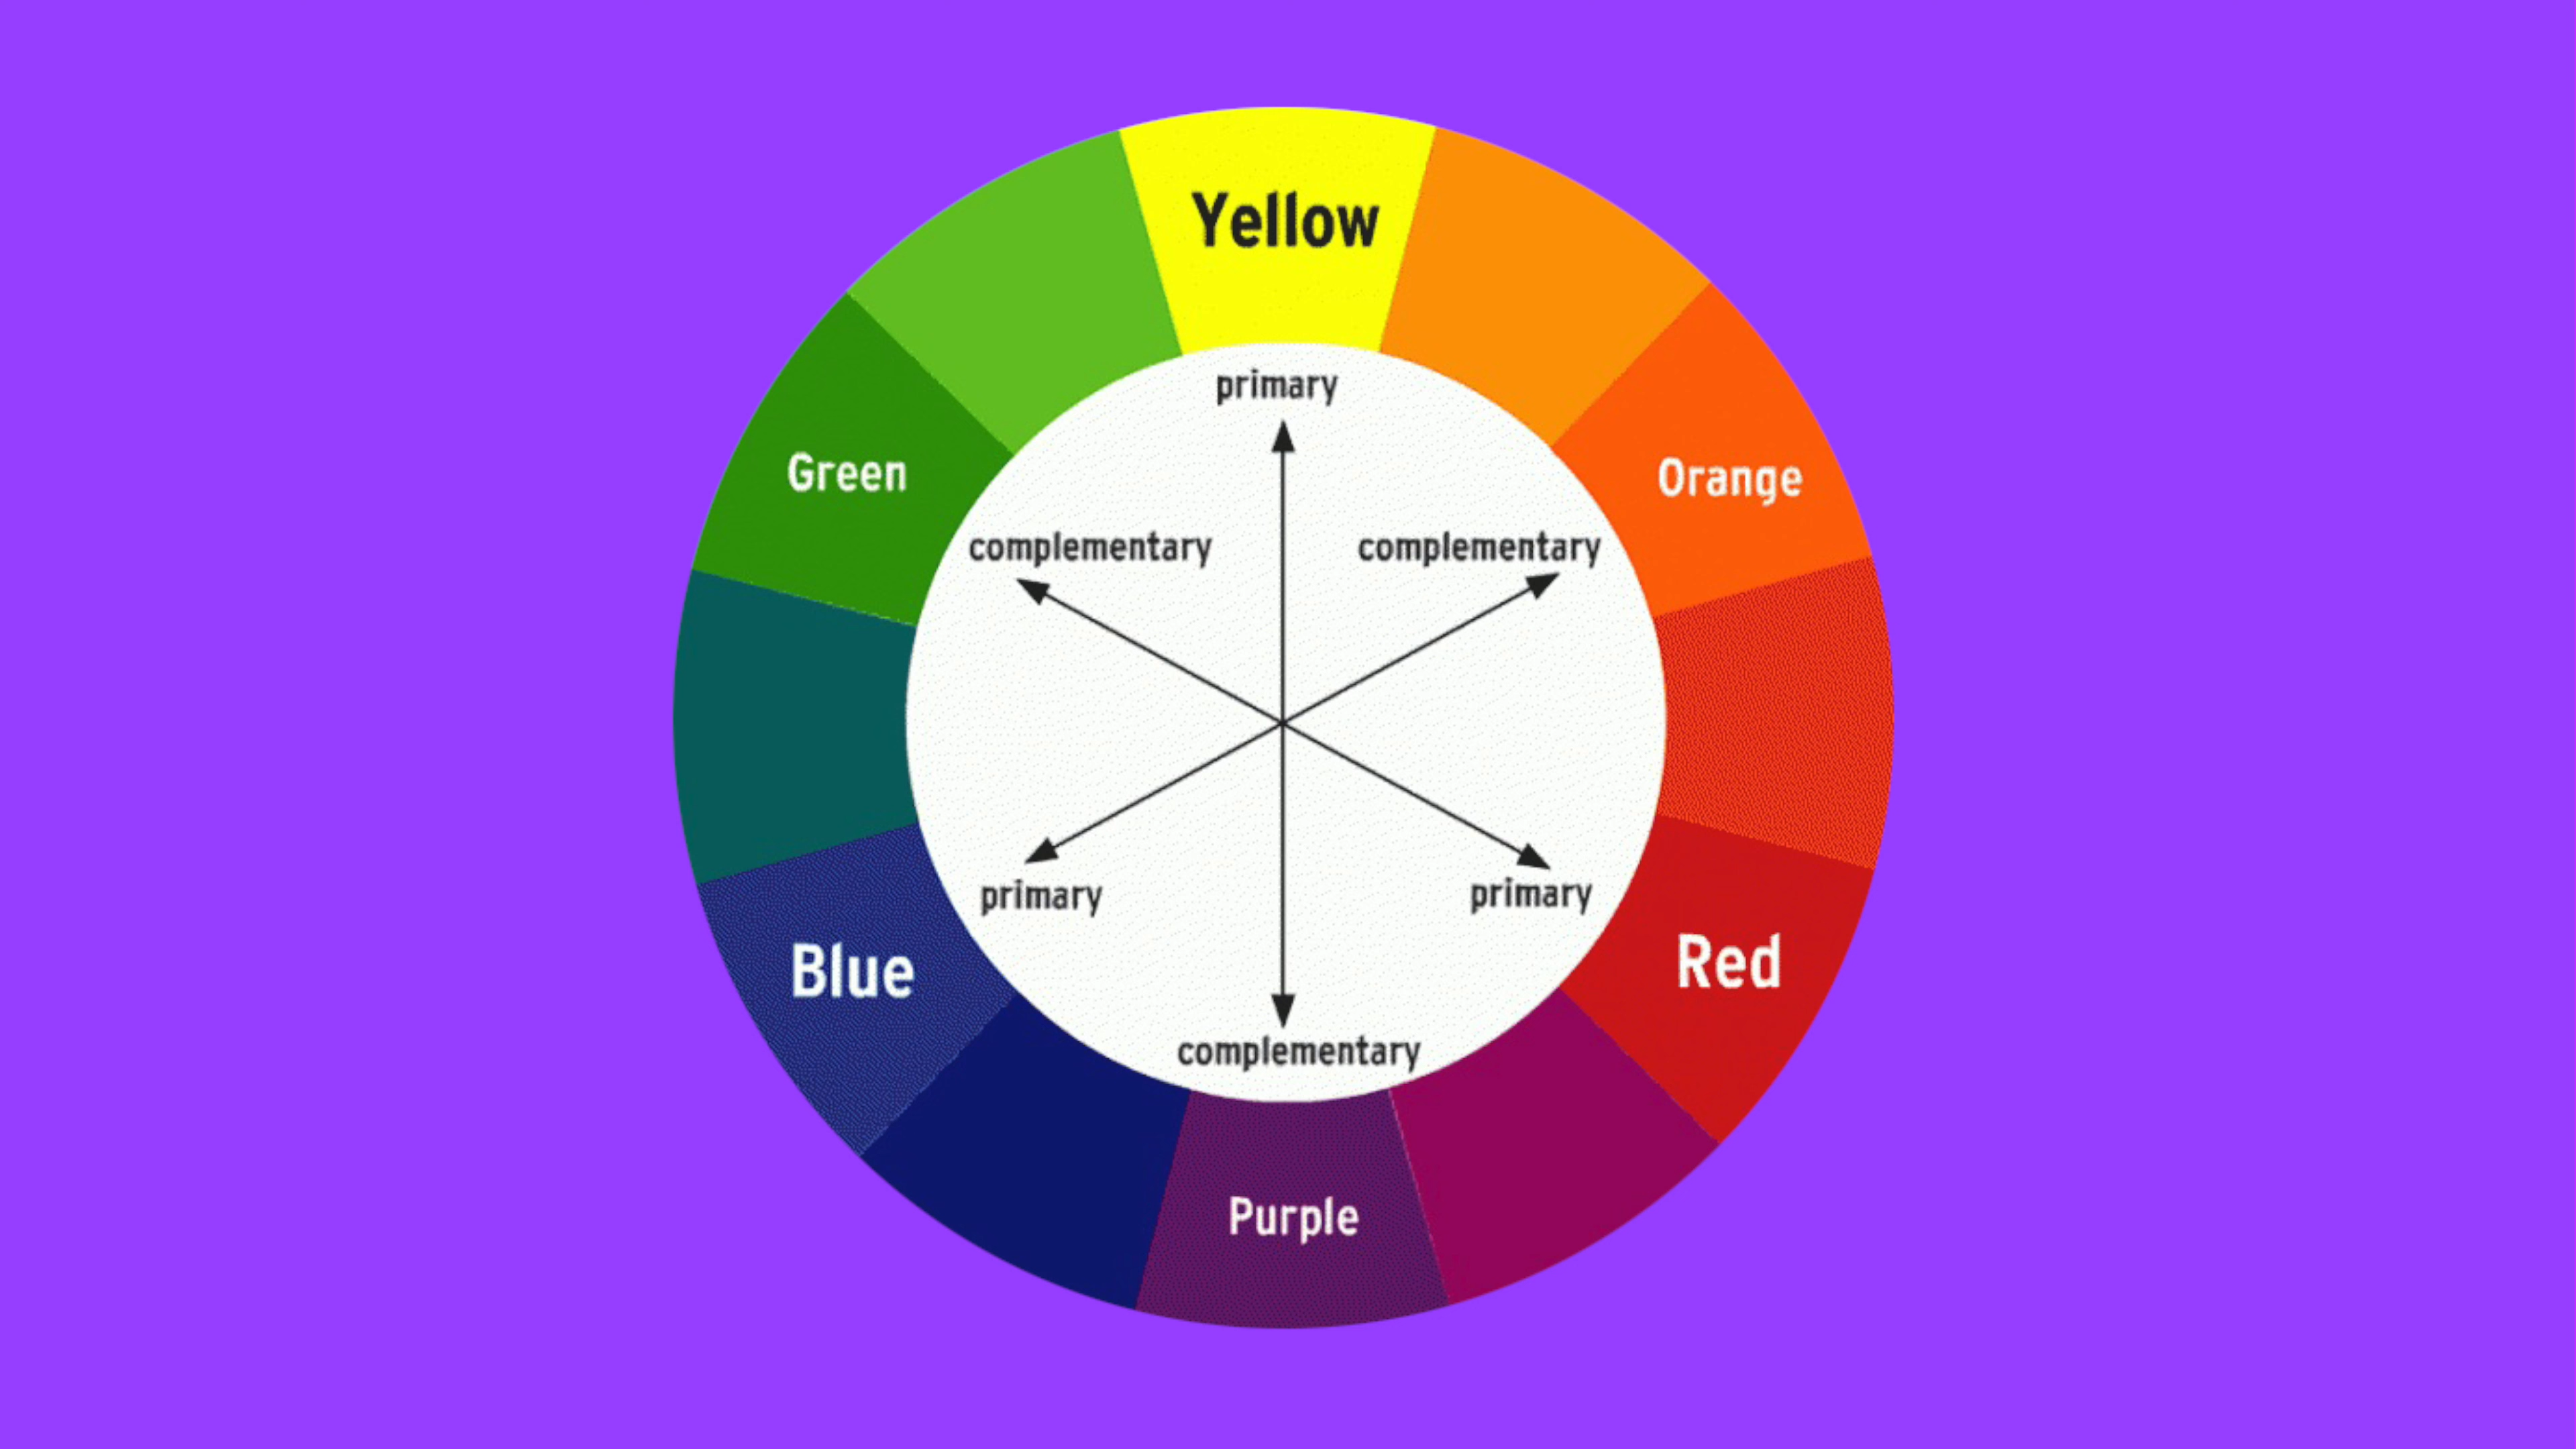 Yellow
primary
Green
Orange
complementary
complementary
primary
primary
Blue
Red
complementary
Purple